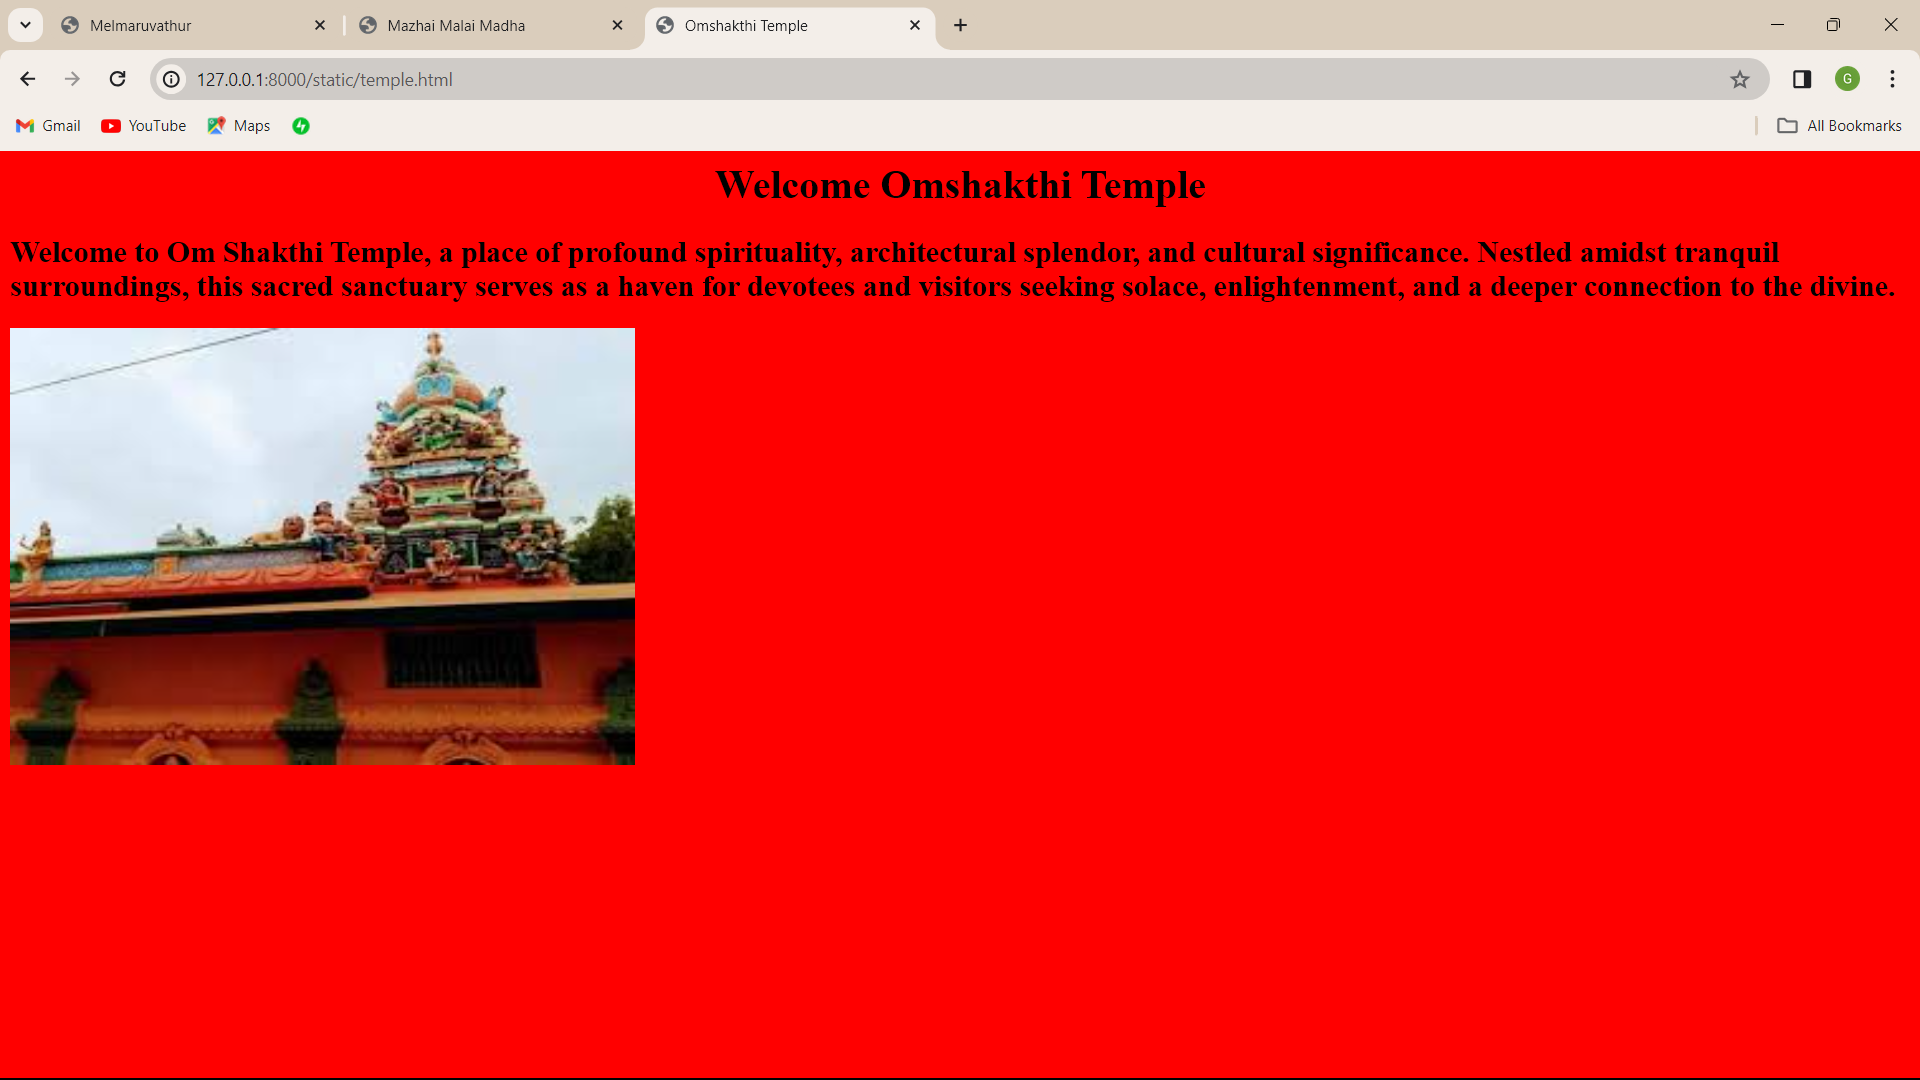 Melmaruvathur
Mazhai Malai Madha
Omshakthi Temple
127.0.0.1:8000/static/temple.html
G
Gmail
YouTube
Maps
All Bookmarks
Welcome Omshakthi Temple
Welcome to Om Shakthi Temple, a place of profound spirituality, architectural splendor, and cultural significance. Nestled amidst tranquil
surroundings, this sacred sanctuary serves as a haven for devotees and visitors seeking solace, enlightenment, and a deeper connection to the divine.